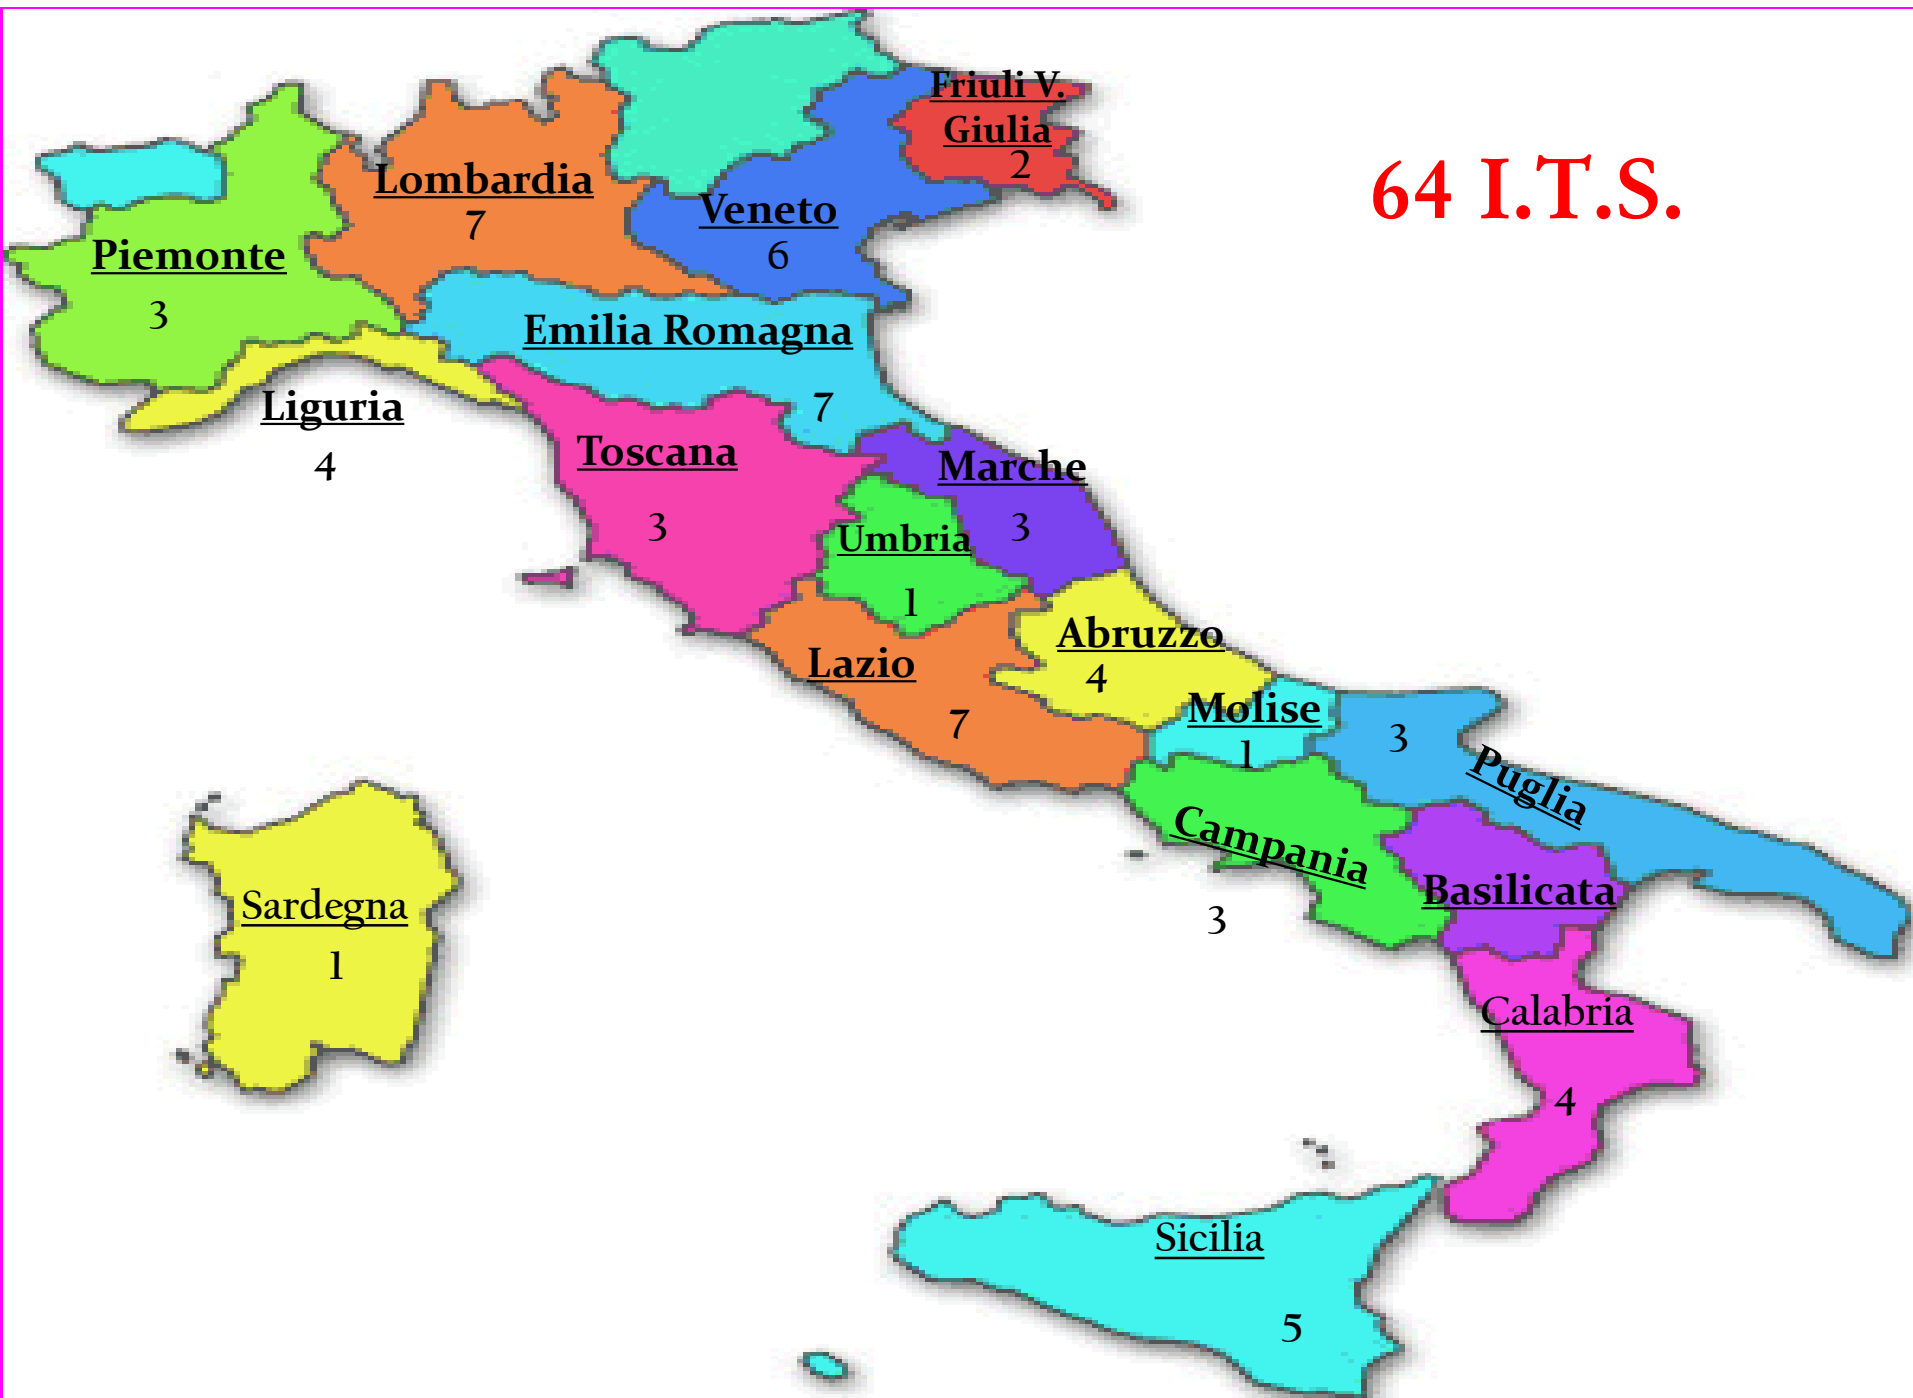 Friuli V.
Giulia
2
64 I.T.S.
Lombardia
7
Veneto
6
Piemonte
3
Emilia Romagna
7
Liguria
4
Toscana
3
Marche
3
Umbria
1
Abruzzo
4
Lazio
7
Molise
1
3
Puglia
Campania
3
Basilicata
Sardegna
1
Calabria
4
Sicilia
5